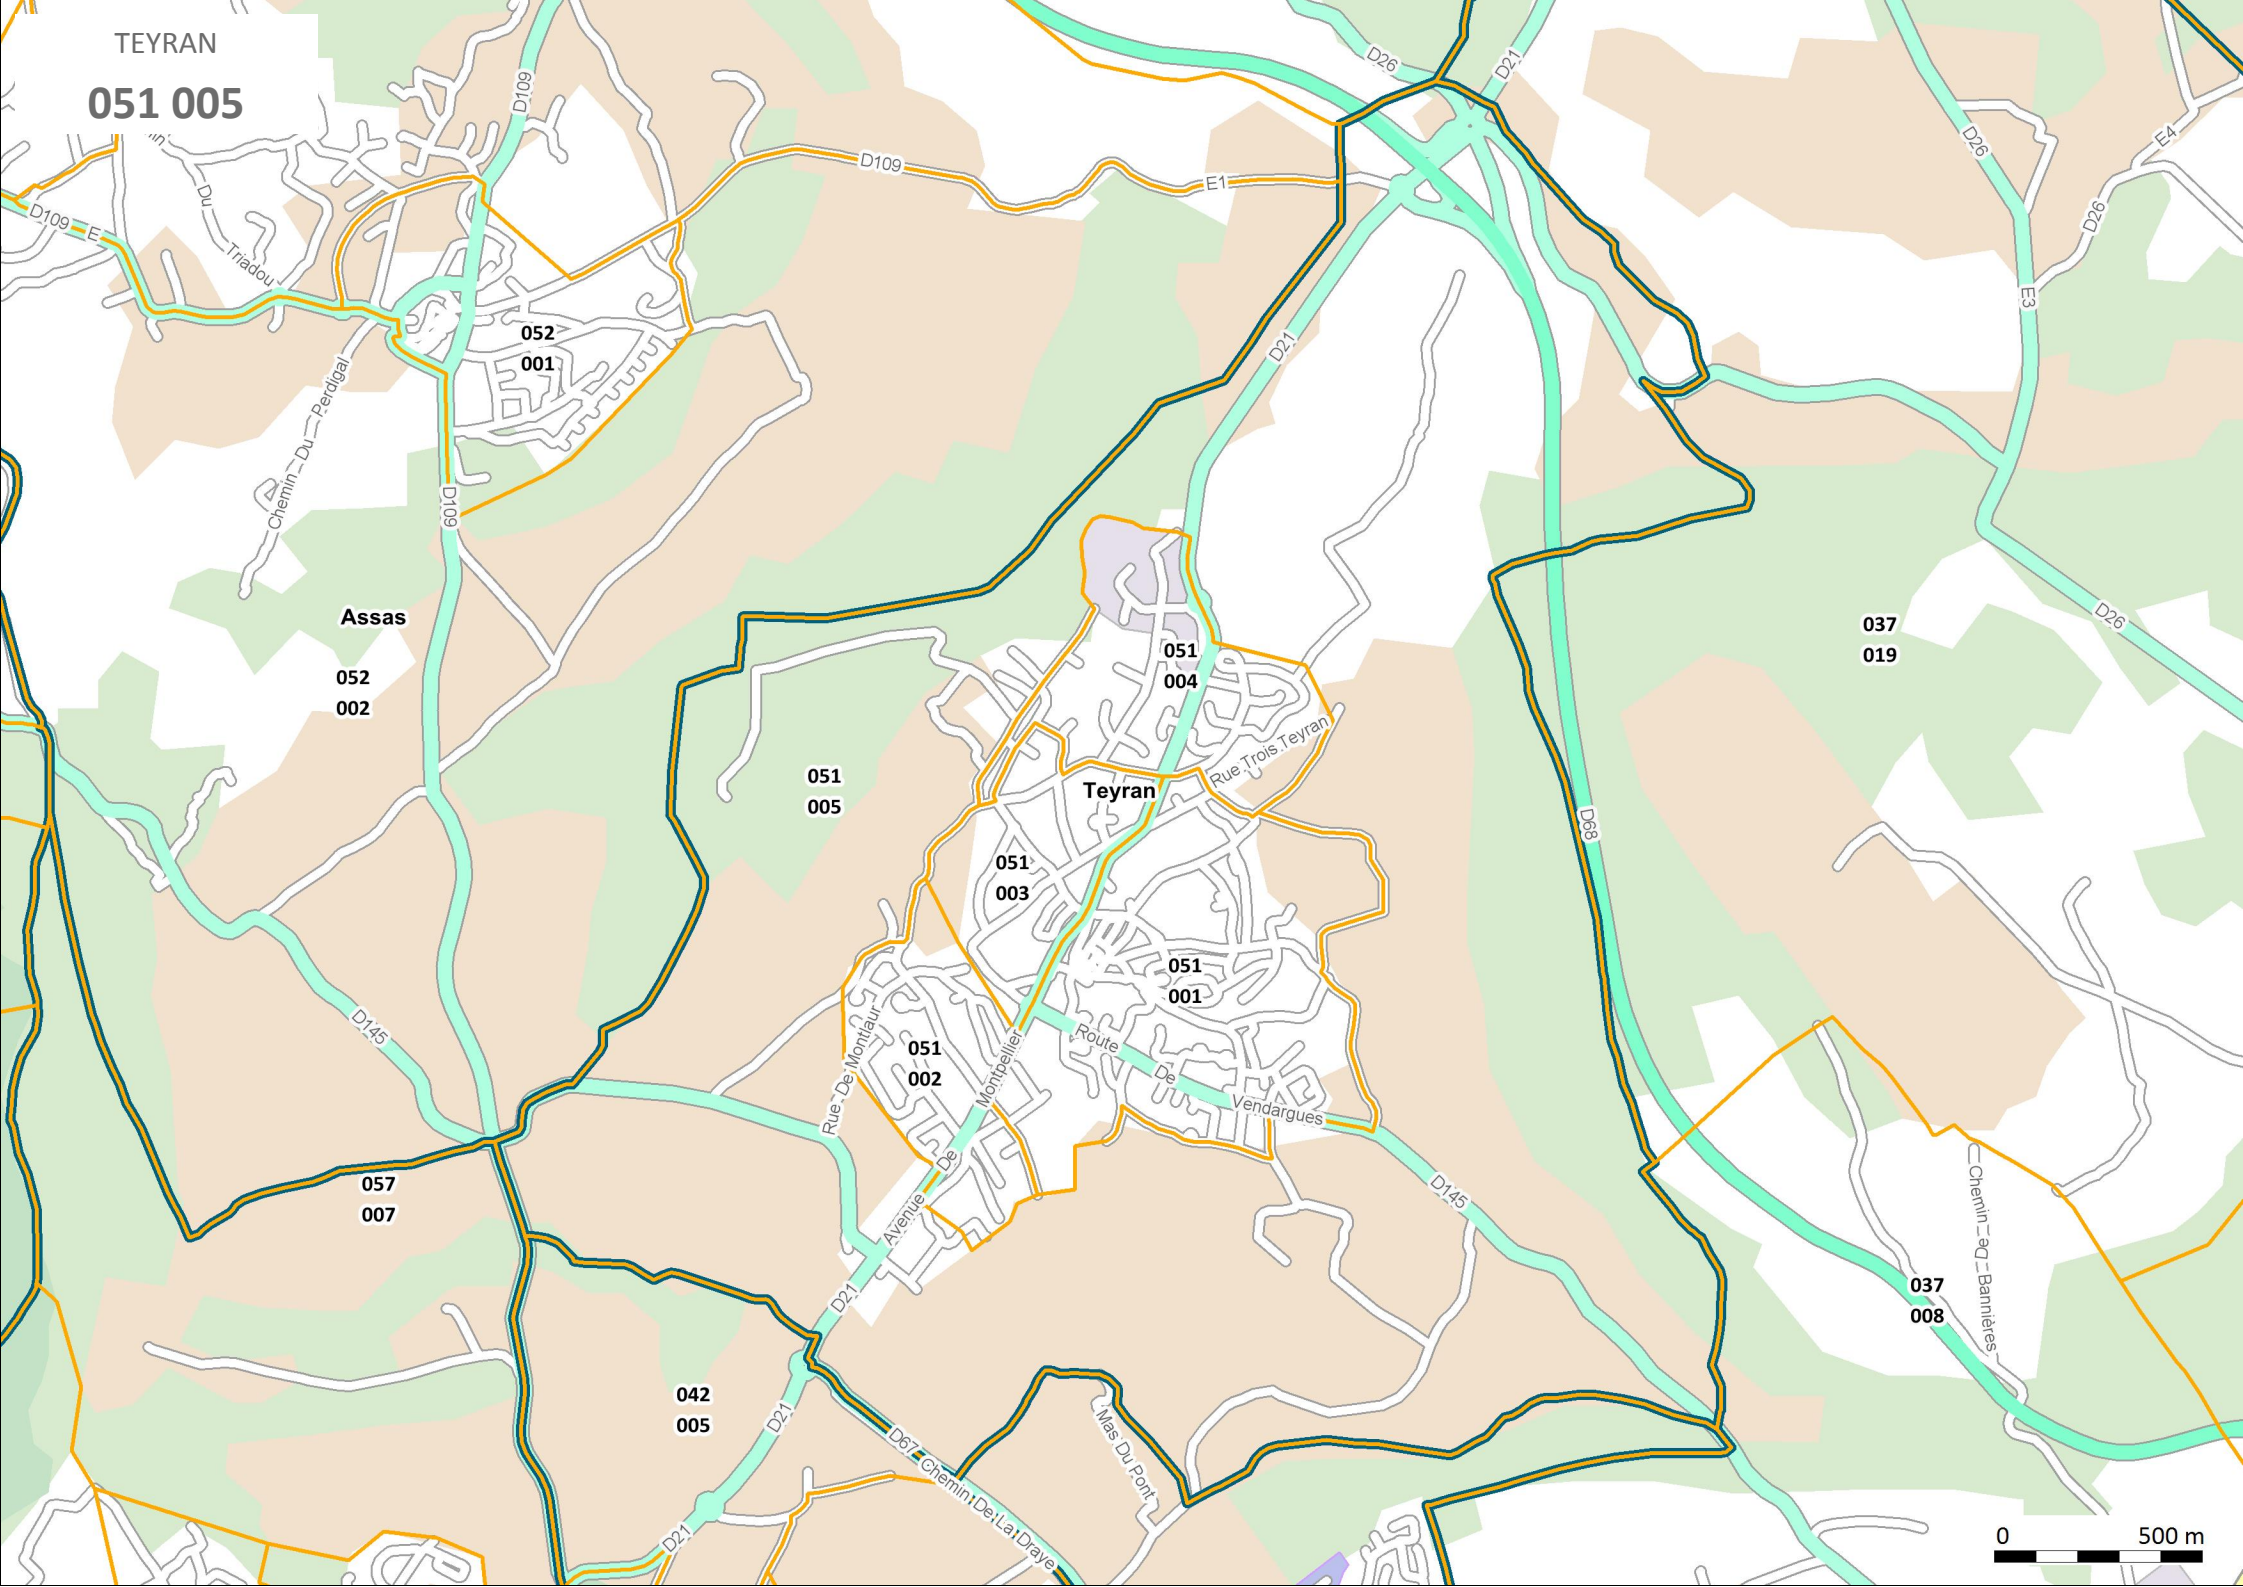 TEYRAN
051 005
D109
D26
D21
D26
E4
D109
E1
Du
D109
E
Triadou
D26
E3
D21
052
001
Chemin Du Perdigal
D109
Assas
052
002
D26
037
019
051
004
Rue Trois Teyran
051
005
Teyran
D68
051
003
051
001
D145
Route De Vendargues
051
002
Rue De Montlaur
Avenue De Montpellier
057
007
D145
Chemin De Bannières
037
008
D21
042
005
D21
D67 Chemin De La Draye
Mas Du Pont
D21
0 500 m